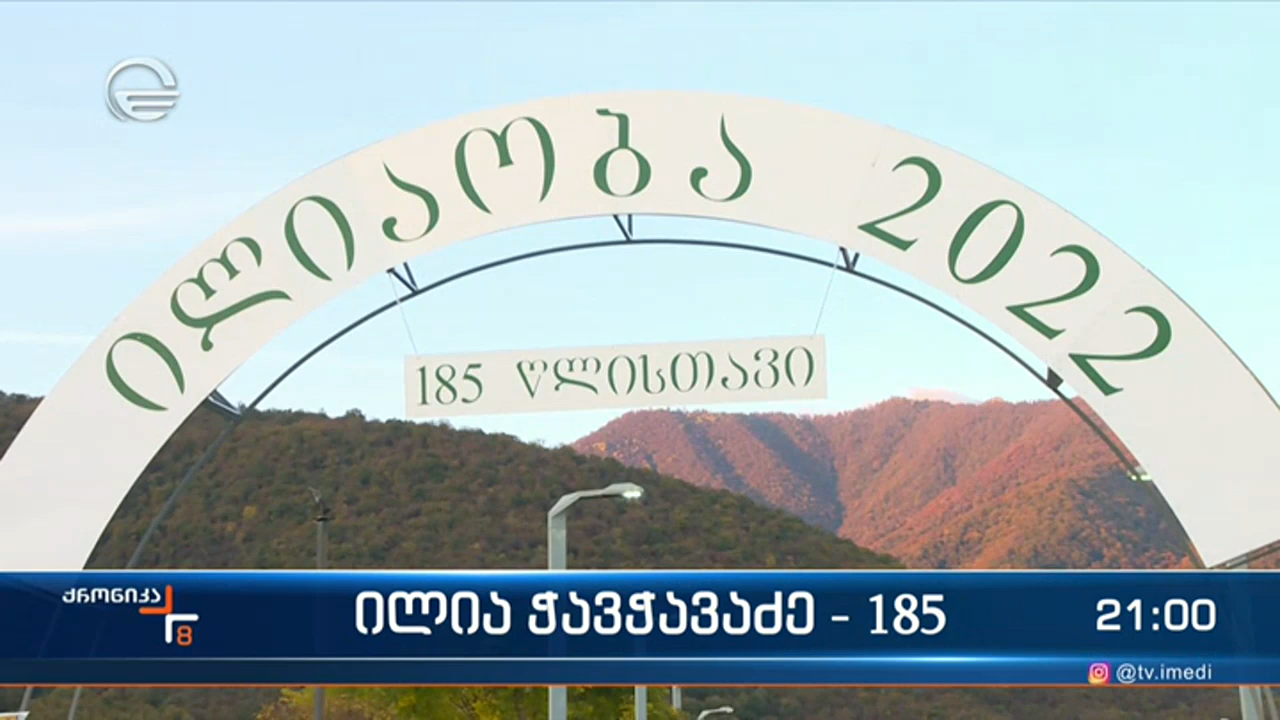 ილიაობა 2022
185 წლისთავი
ქრონიკა
8
ილია ჭავჭავაძე - 185
21:00
@tv.imedi